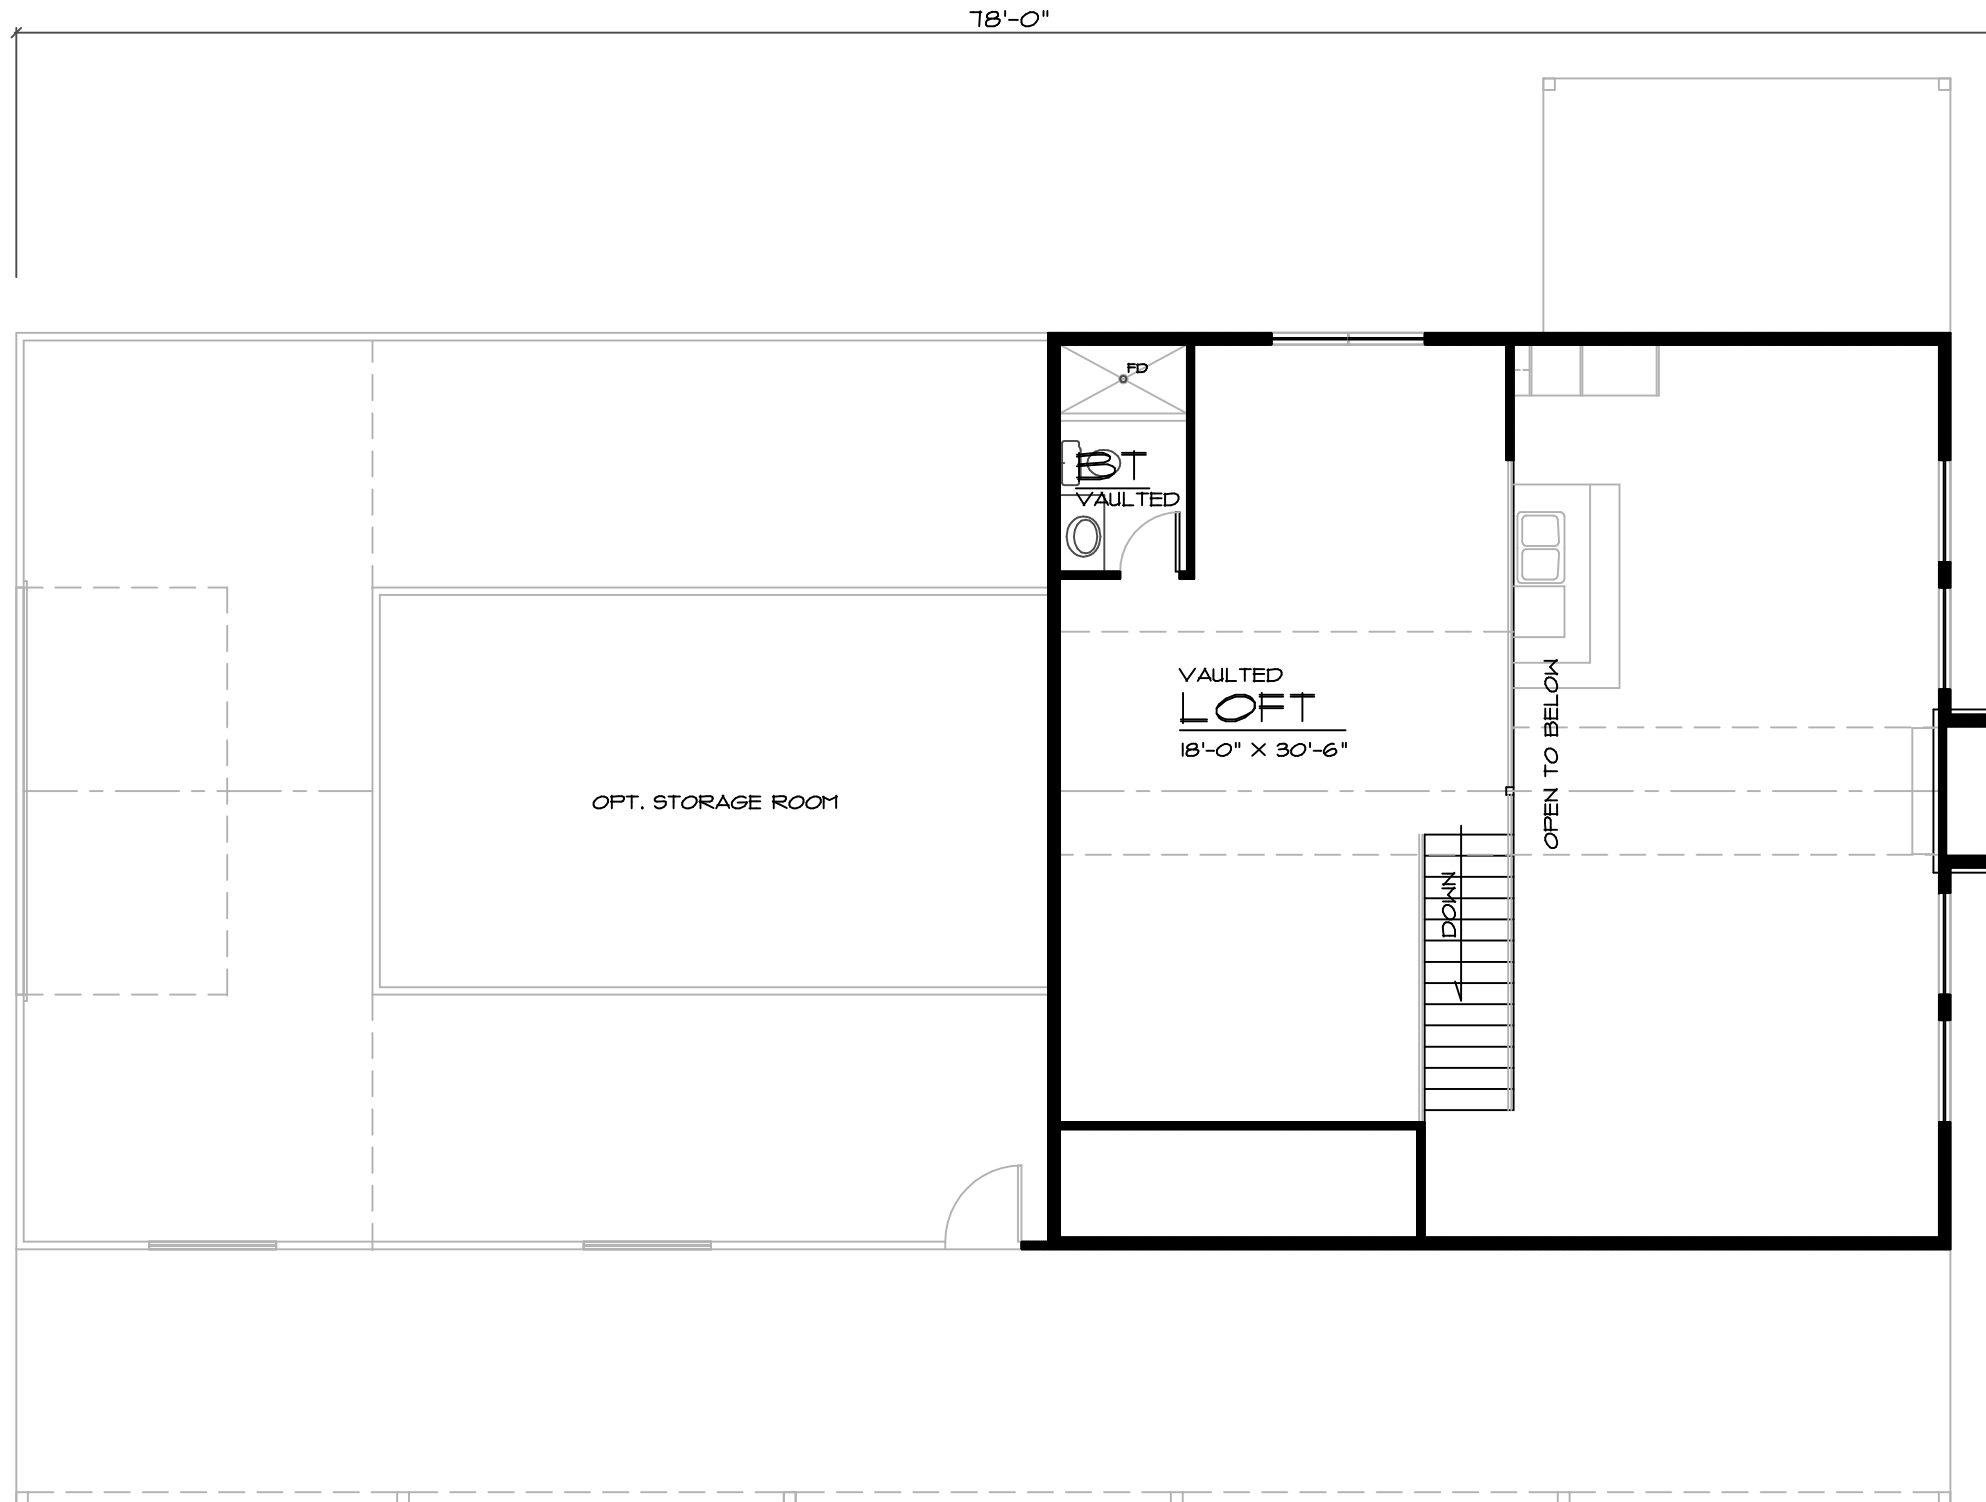 78'-0"
FD
BT
VAULTED
VAULTED
LOFT
18'-0" X 30'-6"
OPEN TO BELOW
OPT. STORAGE ROOM
DOWN